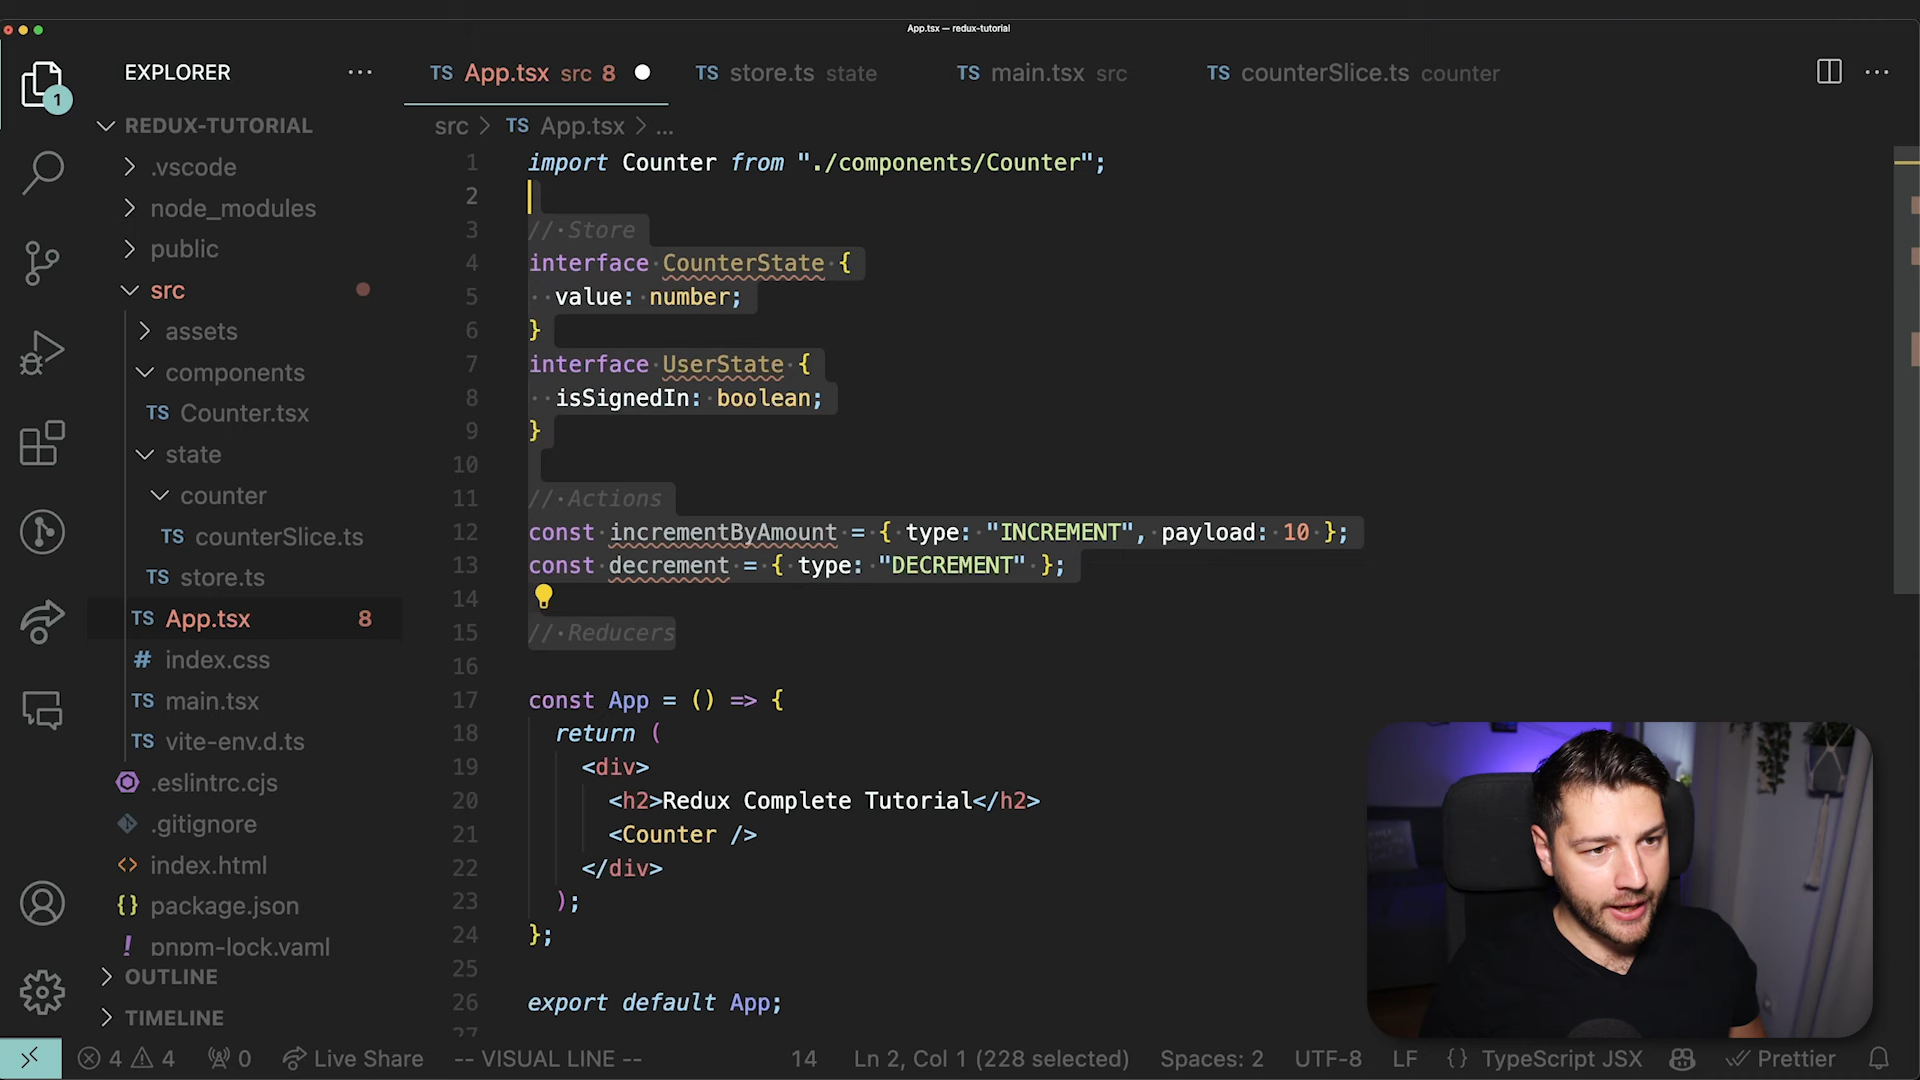 App.tsx — redux-tutorial
EXPLORER
TS App.tsx src 8
TS store.ts state
TS main.tsx src
TS counterSlice.ts counter
1
REDUX-TUTORIAL
src > TS App.tsx > ...
.vscode
node_modules
public
src
assets
components
TS Counter.tsx
state
counter
TS counterSlice.ts
TS store.ts
TS App.tsx 8
# index.css
TS main.tsx
TS vite-env.d.ts
.eslintrc.cjs
.gitignore
<> index.html
{} package.json
! pnpm-lock.yaml
OUTLINE
TIMELINE
1 import Counter from "./components/Counter";
2
3 // Store
4 interface CounterState {
5 value: number;
6 }
7 interface UserState {
8 isSignedIn: boolean;
9 }
10
11 // Actions
12 const incrementByAmount = { type: "INCREMENT", payload: 10 };
13 const decrement = { type: "DECREMENT" };
14
15 // Reducers
16
17 const App = () => {
18 return (
19 <div>
20 <h2>Redux Complete Tutorial</h2>
21 <Counter />
22 </div>
23 );
24 };
25
26 export default App;
27
4 4 0 Live Share -- VISUAL LINE -- 14 Ln 2, Col 1 (228 selected) Spaces: 2 UTF-8 LF {} TypeScript JSX Prettier